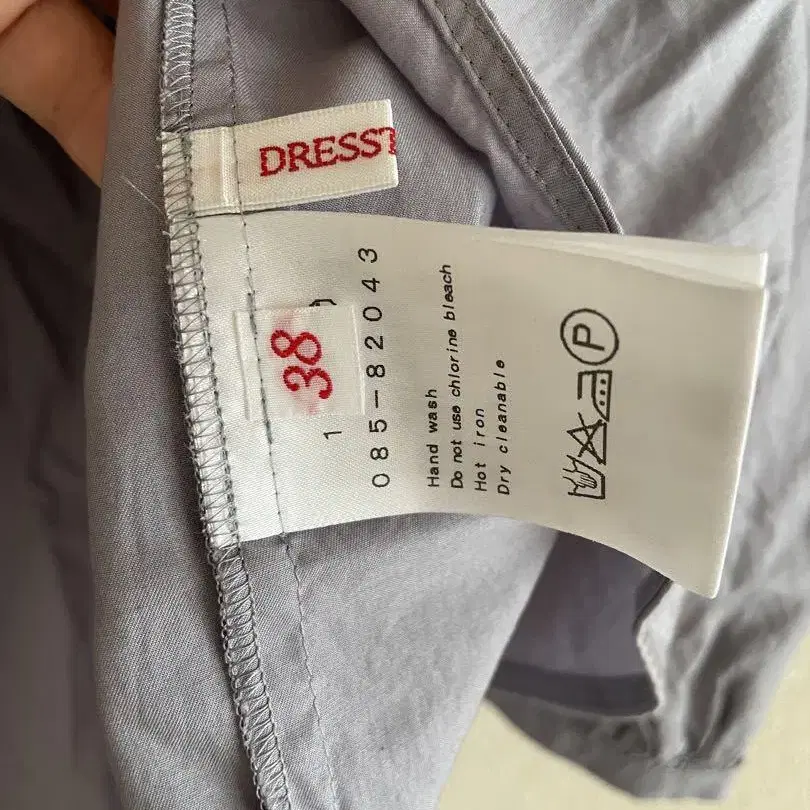 DRESST
38
1
085-82043
Hand wash
Do not use chlorine bleach
Hot iron
Dry cleanable
P